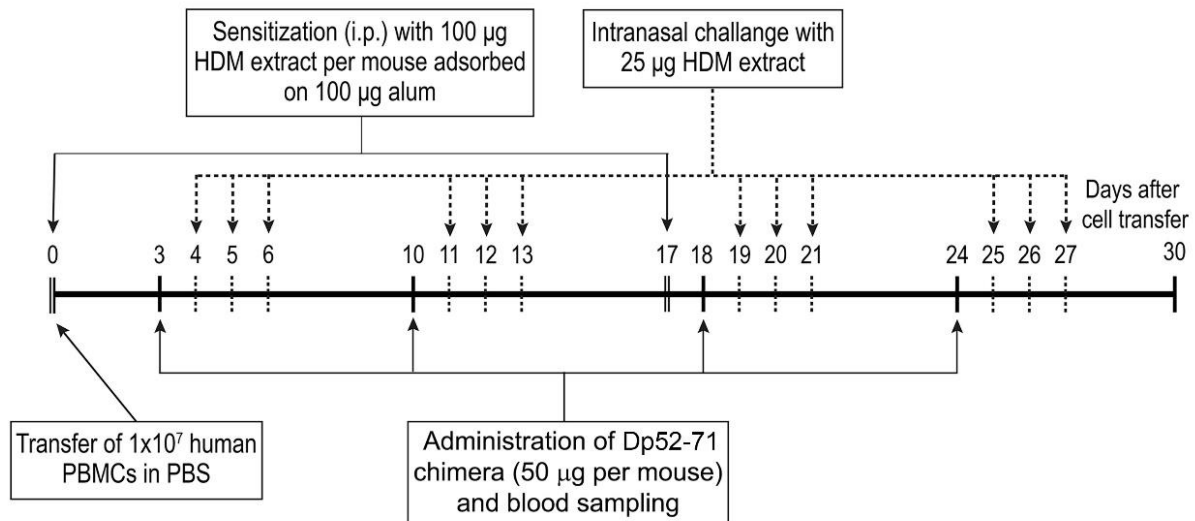 Sensitization (i.p.) with 100 µg
HDM extract per mouse adsorbed
on 100 µg alum
Intranasal challange with
25 µg HDM extract
Days after
cell transfer
0 3 4 5 6 10 11 12 13 17 18 19 20 21 24 25 26 27 30
Transfer of 1x10⁷ human
PBMCs in PBS
Administration of Dp52-71
chimera (50 µg per mouse)
and blood sampling